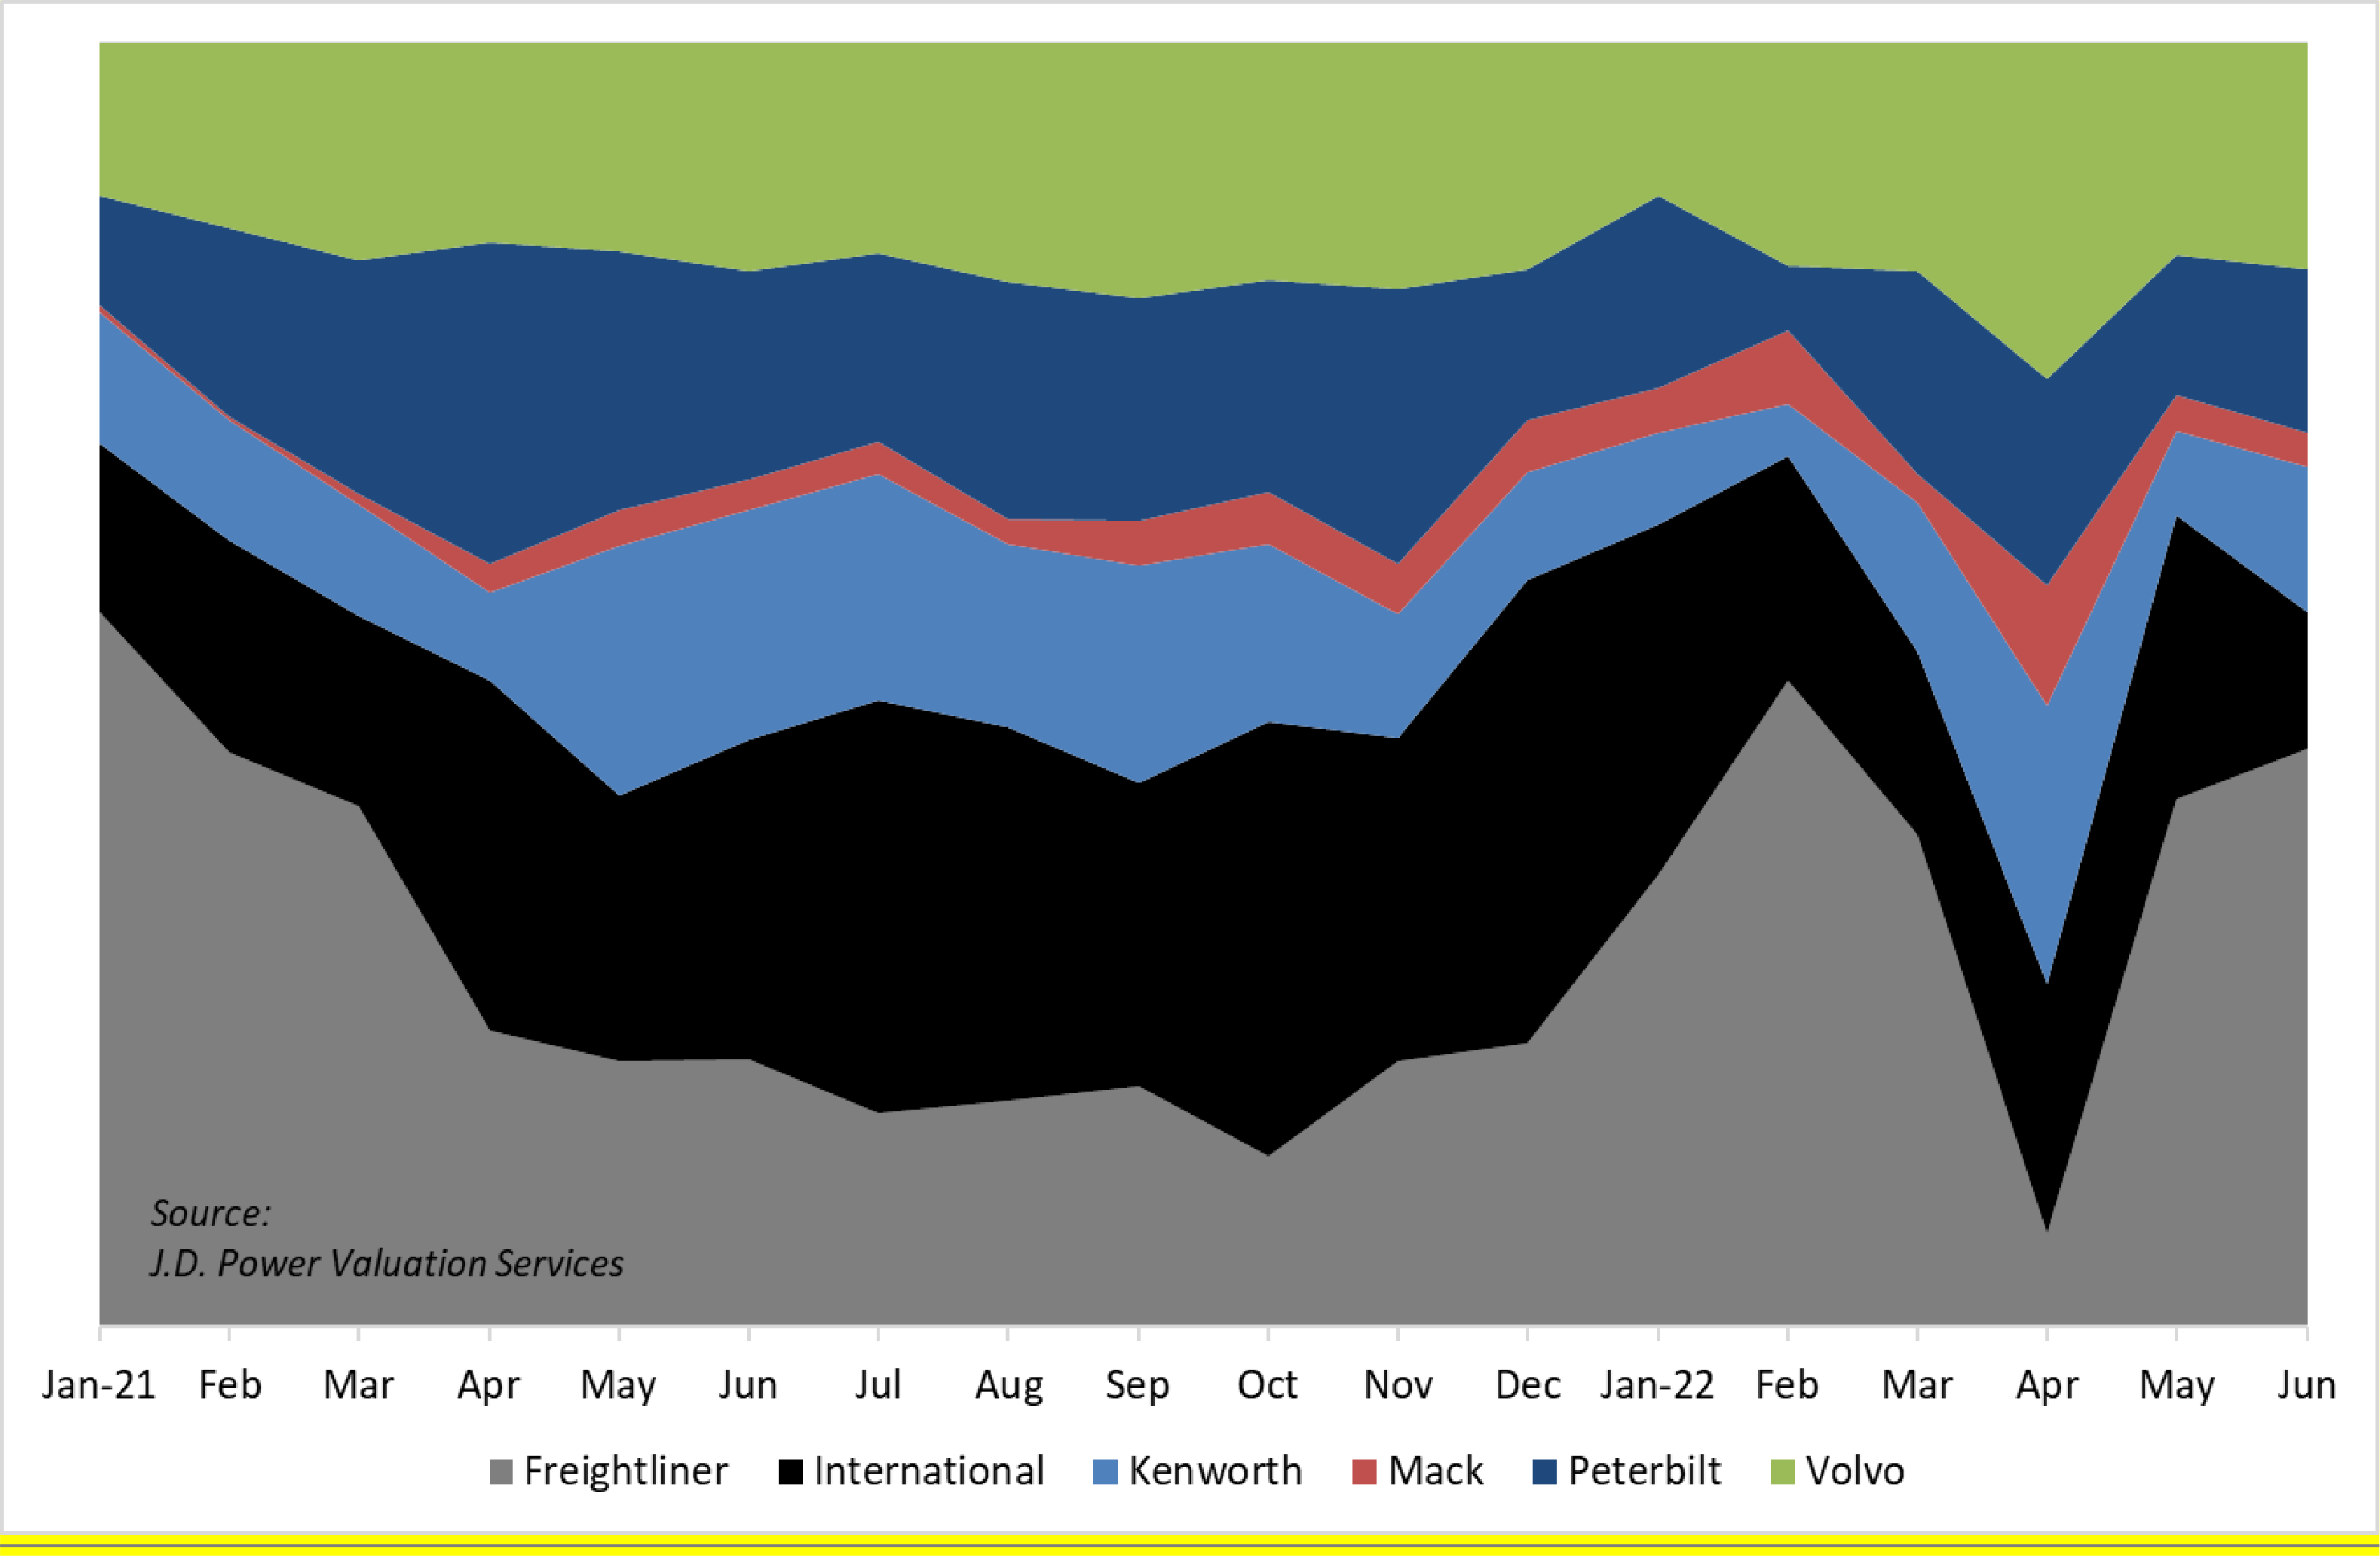 Source:
J.D. Power Valuation Services
Jan-21 Feb Mar Apr May Jun Jul Aug Sep Oct Nov Dec Jan-22 Feb Mar Apr May Jun
Freightliner International Kenworth Mack Peterbilt Volvo